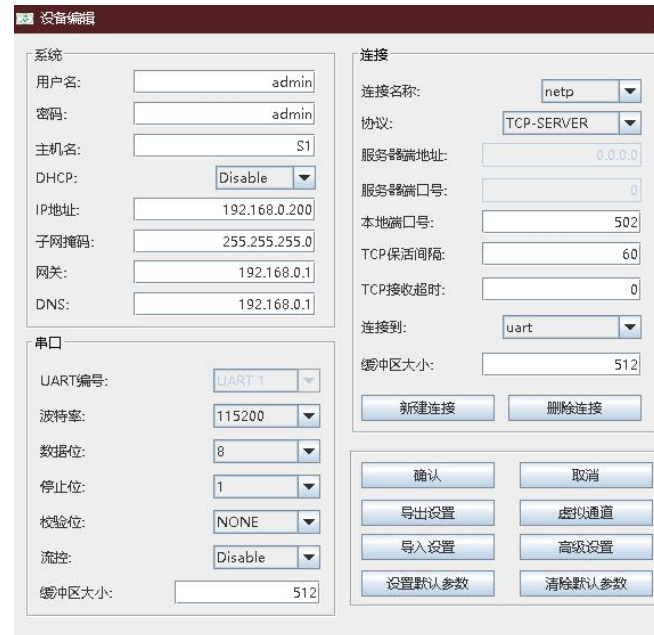 设备编辑
系统
用户名: admin
密码: admin
主机名: S1
DHCP: Disable
IP地址: 192.168.0.200
子网掩码: 255.255.255.0
网关: 192.168.0.1
DNS: 192.168.0.1
串口
UART编号: UART 1
波特率: 115200
数据位: 8
停止位: 1
校验位: NONE
流控: Disable
缓冲区大小: 512
连接
连接名称: netp
协议: TCP-SERVER
服务器端地址: 0.0.0.0
服务器端口号: 0
本地端口号: 502
TCP保活间隔: 60
TCP接收超时: 0
连接到: uart
缓冲区大小: 512
新建连接 删除连接
确认 取消
导出设置 虚拟通道
导入设置 高级设置
设置默认参数 清除默认参数